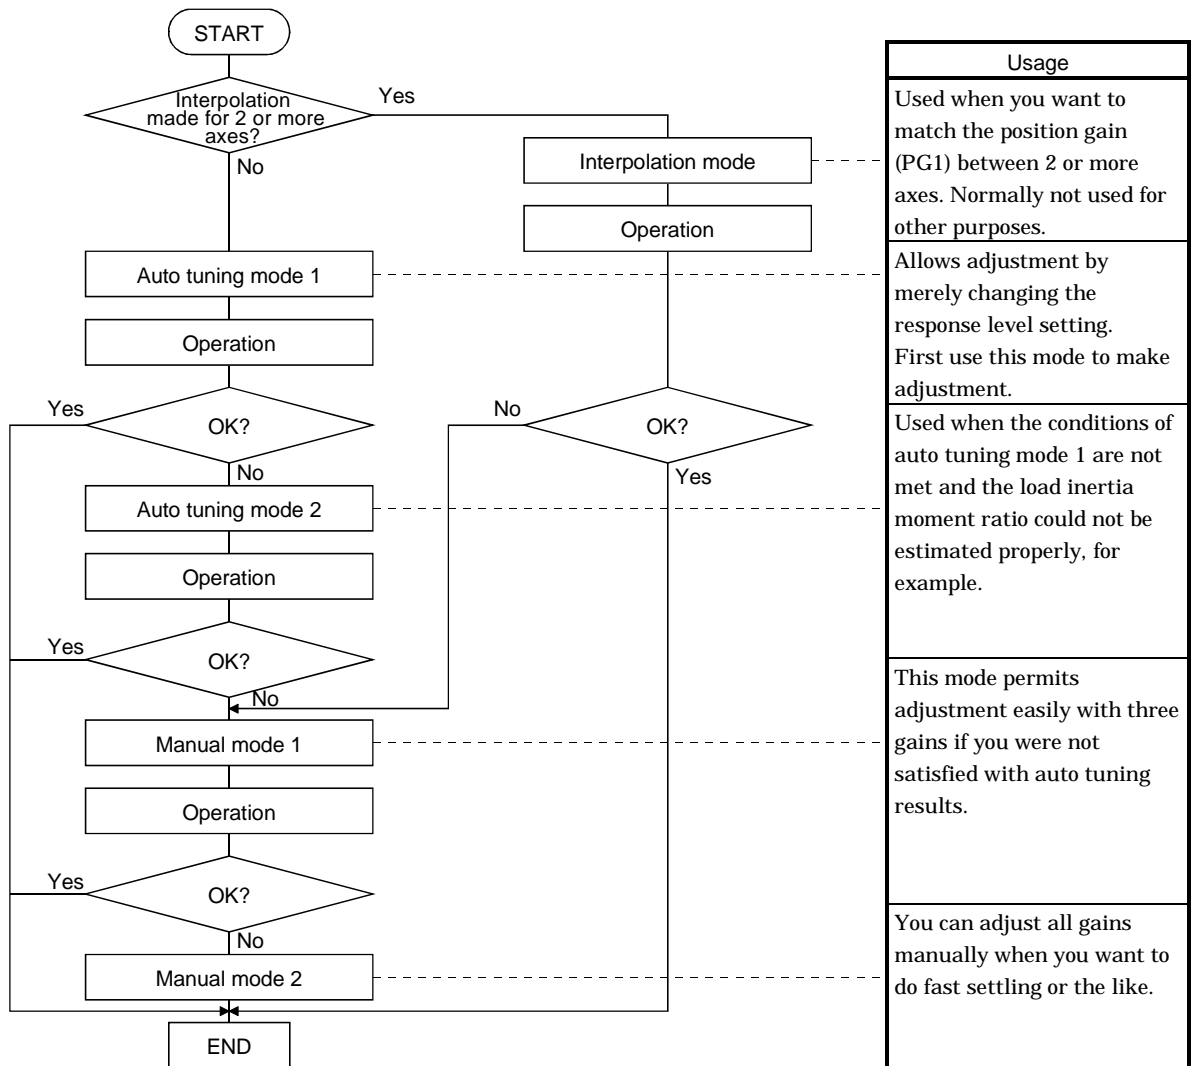 START
Interpolation
made for 2 or more
axes?
Yes
No
Interpolation mode
Operation
Auto tuning mode 1
Operation
Yes
OK?
No
No
OK?
Yes
Auto tuning mode 2
Operation
Yes
OK?
No
Manual mode 1
Operation
Yes
OK?
No
Manual mode 2
END
Usage
Used when you want to
match the position gain
(PG1) between 2 or more
axes. Normally not used for
other purposes.
Allows adjustment by
merely changing the
response level setting.
First use this mode to make
adjustment.
Used when the conditions of
auto tuning mode 1 are not
met and the load inertia
moment ratio could not be
estimated properly, for
example.
This mode permits
adjustment easily with three
gains if you were not
satisfied with auto tuning
results.
You can adjust all gains
manually when you want to
do fast settling or the like.